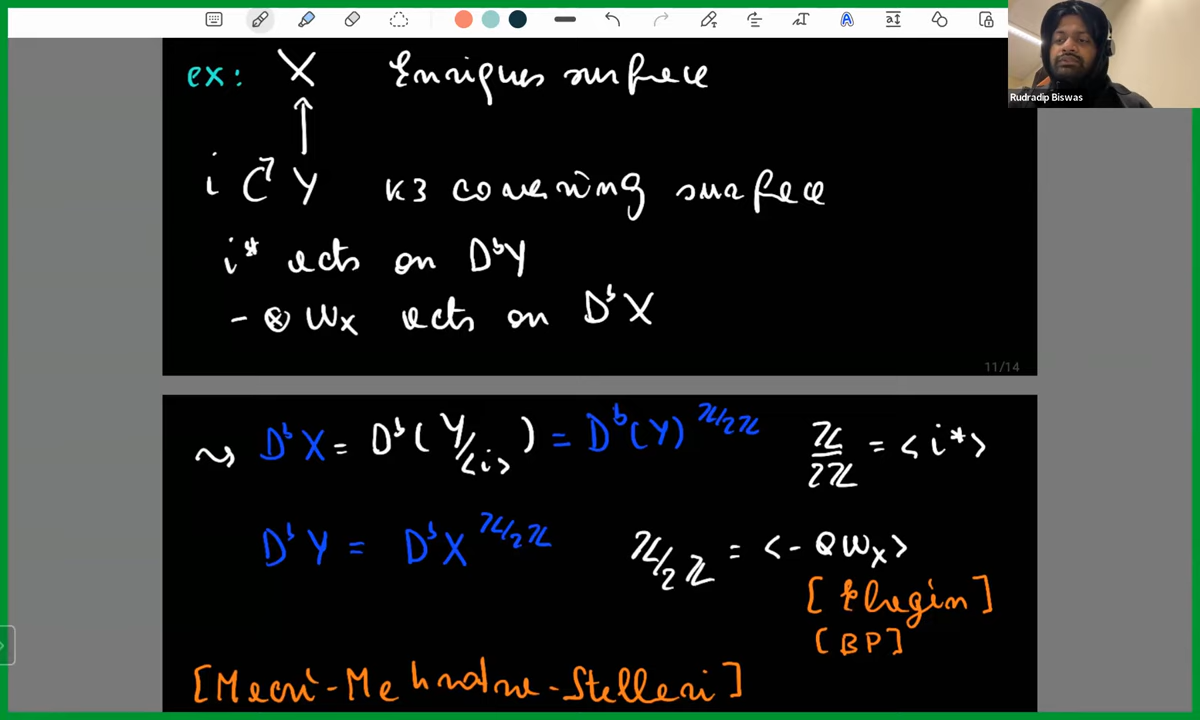 ex: X Enriques surface
i Y K3 covering surface
i* acts on DᵇY
- ⊗ ωX acts on DᵇX
11/14
⇝ DᵇX = Dᵇ(Y/<i>) = Dᵇ(Y)^ℤ/2ℤ ℤ/2ℤ = <i*>
DᵇY = DᵇX^ℤ/2ℤ ℤ/2ℤ = <- ⊗ ωX>
[Elagin]
[BP]
[Macrì-Mehrotra-Stellari]
Rudradip Biswas